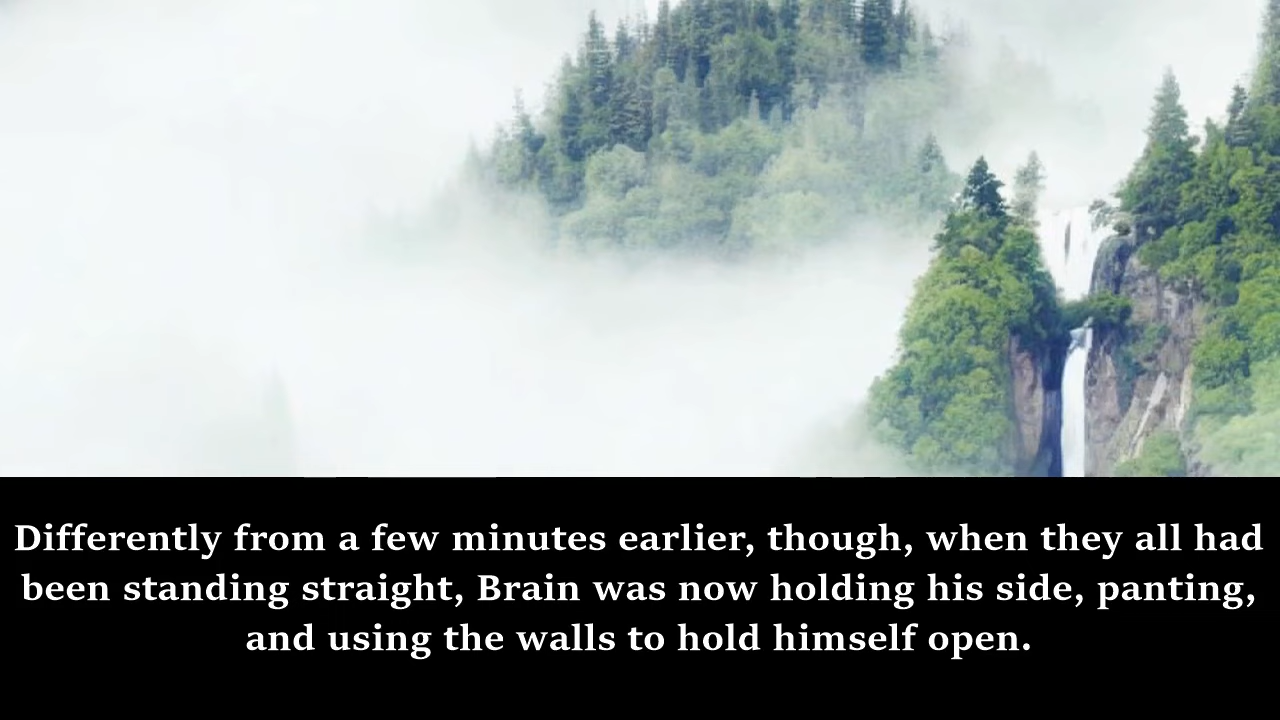 Differently from a few minutes earlier, though, when they all had
been standing straight, Brain was now holding his side, panting,
and using the walls to hold himself open.